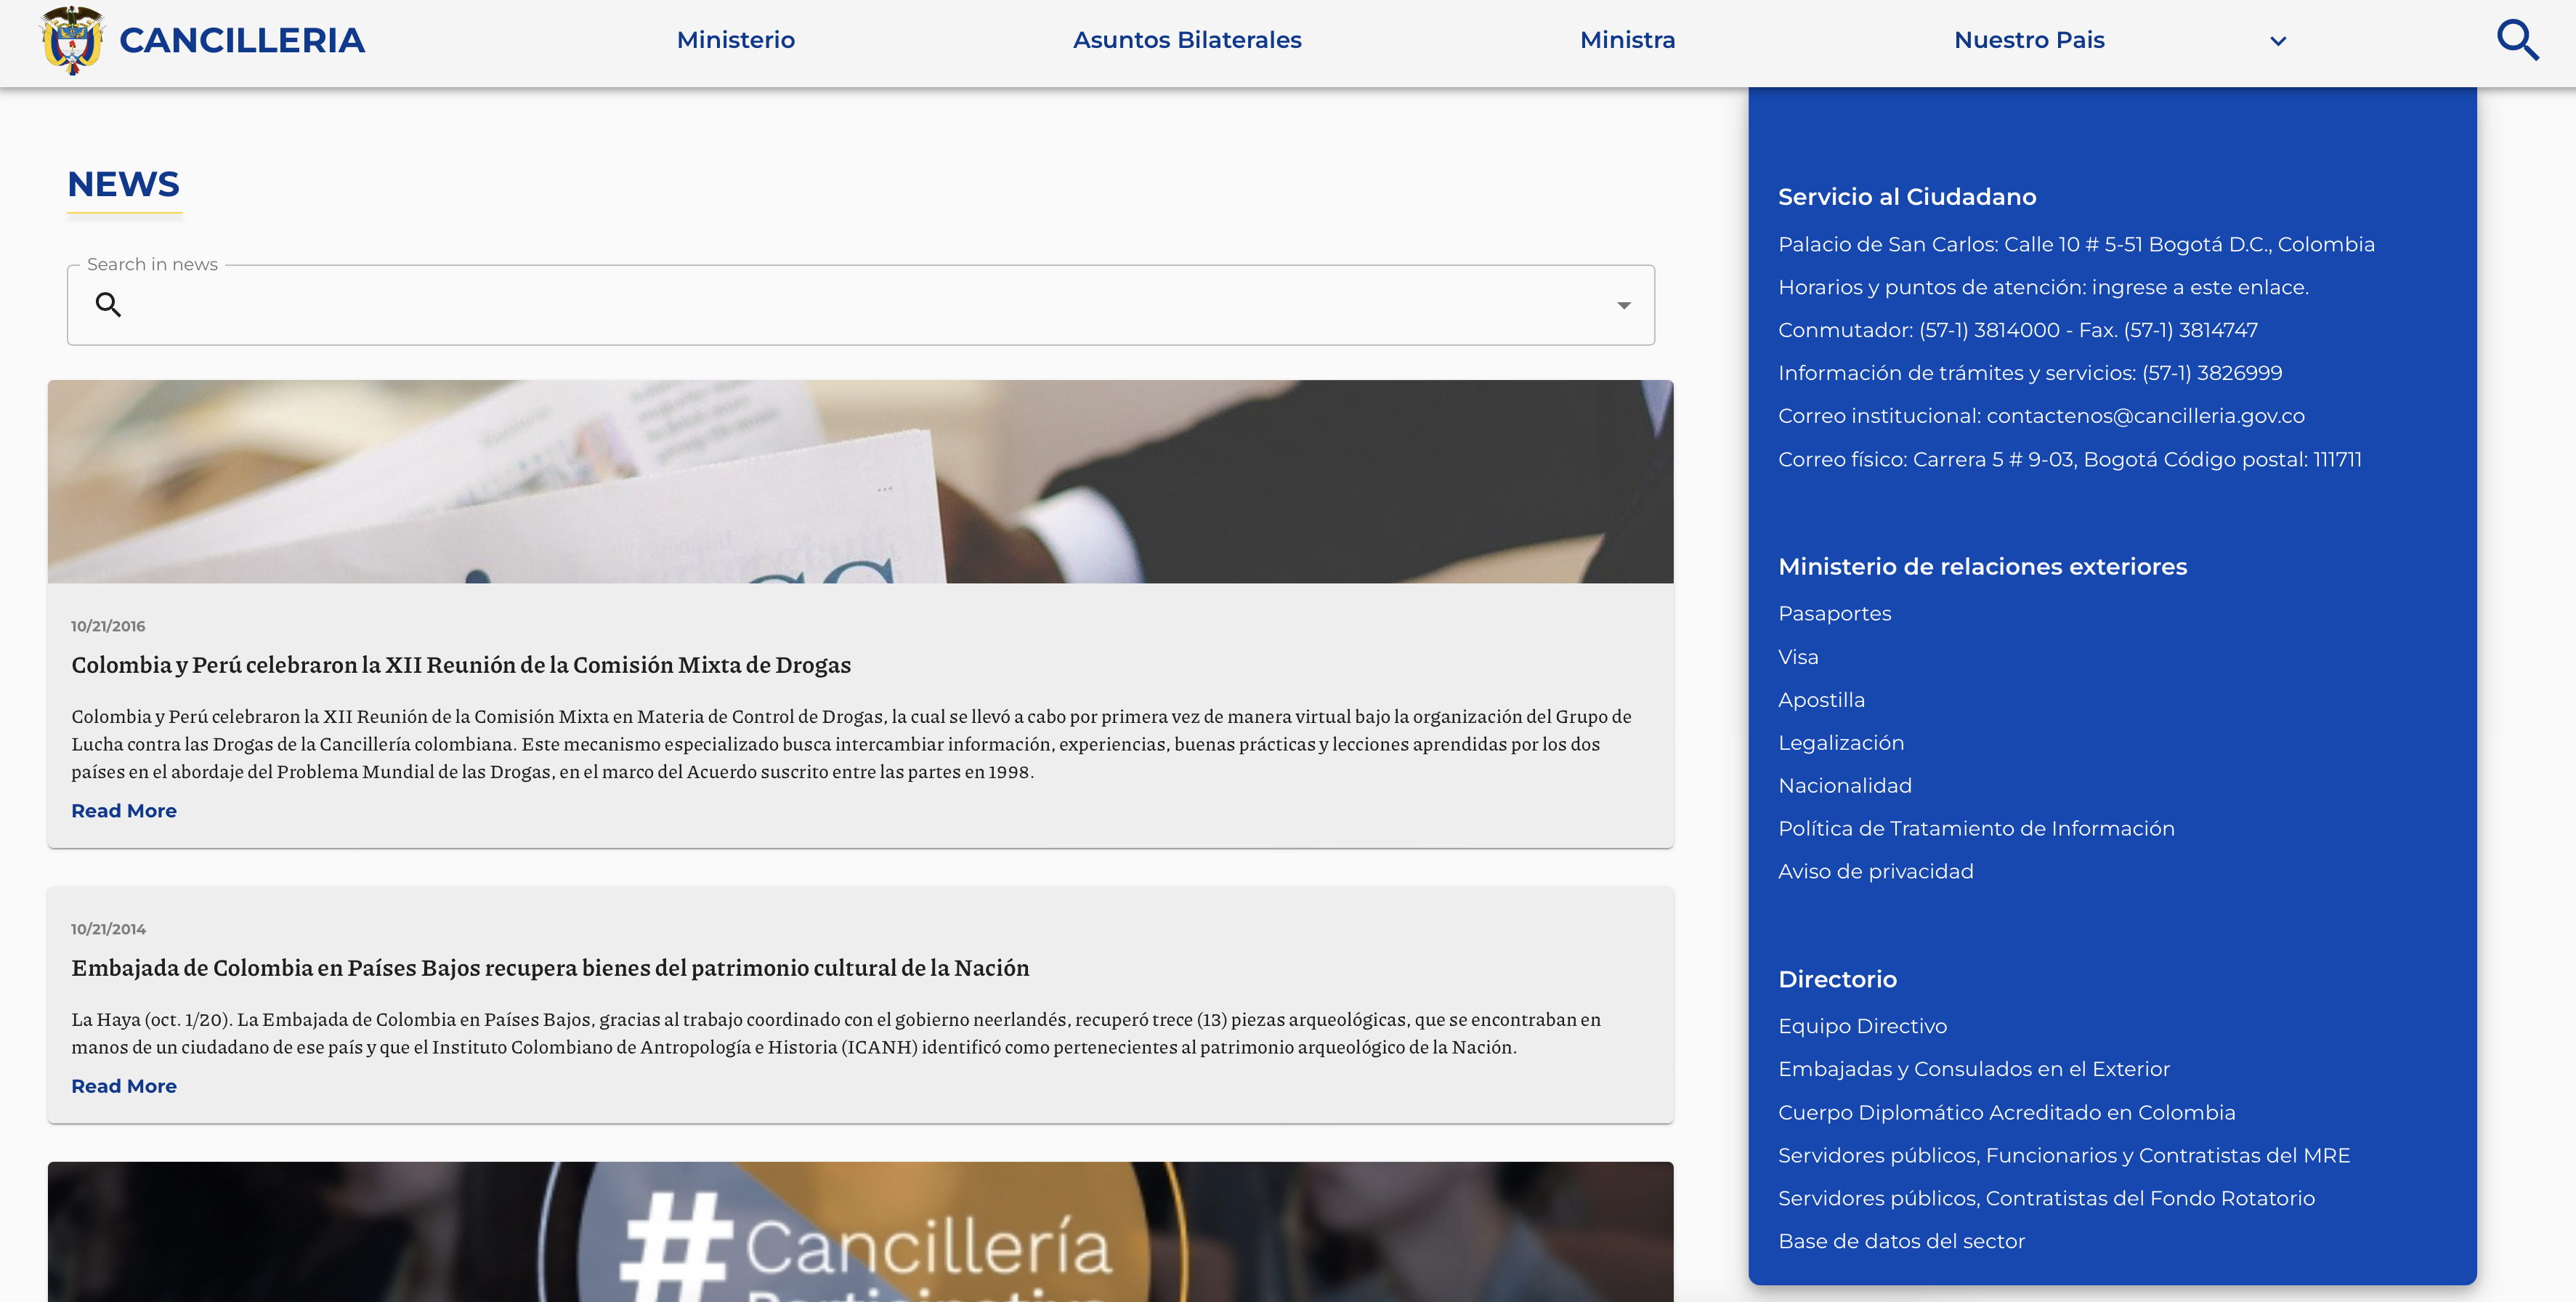 CANCILLERIA
Ministerio
Asuntos Bilaterales
Ministra
Nuestro Pais
NEWS
Search in news
10/21/2016
Colombia y Perú celebraron la XII Reunión de la Comisión Mixta de Drogas
Colombia y Perú celebraron la XII Reunión de la Comisión Mixta en Materia de Control de Drogas, la cual se llevó a cabo por primera vez de manera virtual bajo la organización del Grupo de
Lucha contra las Drogas de la Cancillería colombiana. Este mecanismo especializado busca intercambiar información, experiencias, buenas prácticas y lecciones aprendidas por los dos
países en el abordaje del Problema Mundial de las Drogas, en el marco del Acuerdo suscrito entre las partes en 1998.
Read More
10/21/2014
Embajada de Colombia en Países Bajos recupera bienes del patrimonio cultural de la Nación
La Haya (oct. 1/20). La Embajada de Colombia en Países Bajos, gracias al trabajo coordinado con el gobierno neerlandés, recuperó trece (13) piezas arqueológicas, que se encontraban en
manos de un ciudadano de ese país y que el Instituto Colombiano de Antropología e Historia (ICANH) identificó como pertenecientes al patrimonio arqueológico de la Nación.
Read More
#Cancillería
Servicio al Ciudadano
Palacio de San Carlos: Calle 10 # 5-51 Bogotá D.C., Colombia
Horarios y puntos de atención: ingrese a este enlace.
Conmutador: (57-1) 3814000 - Fax. (57-1) 3814747
Información de trámites y servicios: (57-1) 3826999
Correo institucional: contactenos@cancilleria.gov.co
Correo físico: Carrera 5 # 9-03, Bogotá Código postal: 111711
Ministerio de relaciones exteriores
Pasaportes
Visa
Apostilla
Legalización
Nacionalidad
Política de Tratamiento de Información
Aviso de privacidad
Directorio
Equipo Directivo
Embajadas y Consulados en el Exterior
Cuerpo Diplomático Acreditado en Colombia
Servidores públicos, Funcionarios y Contratistas del MRE
Servidores públicos, Contratistas del Fondo Rotatorio
Base de datos del sector